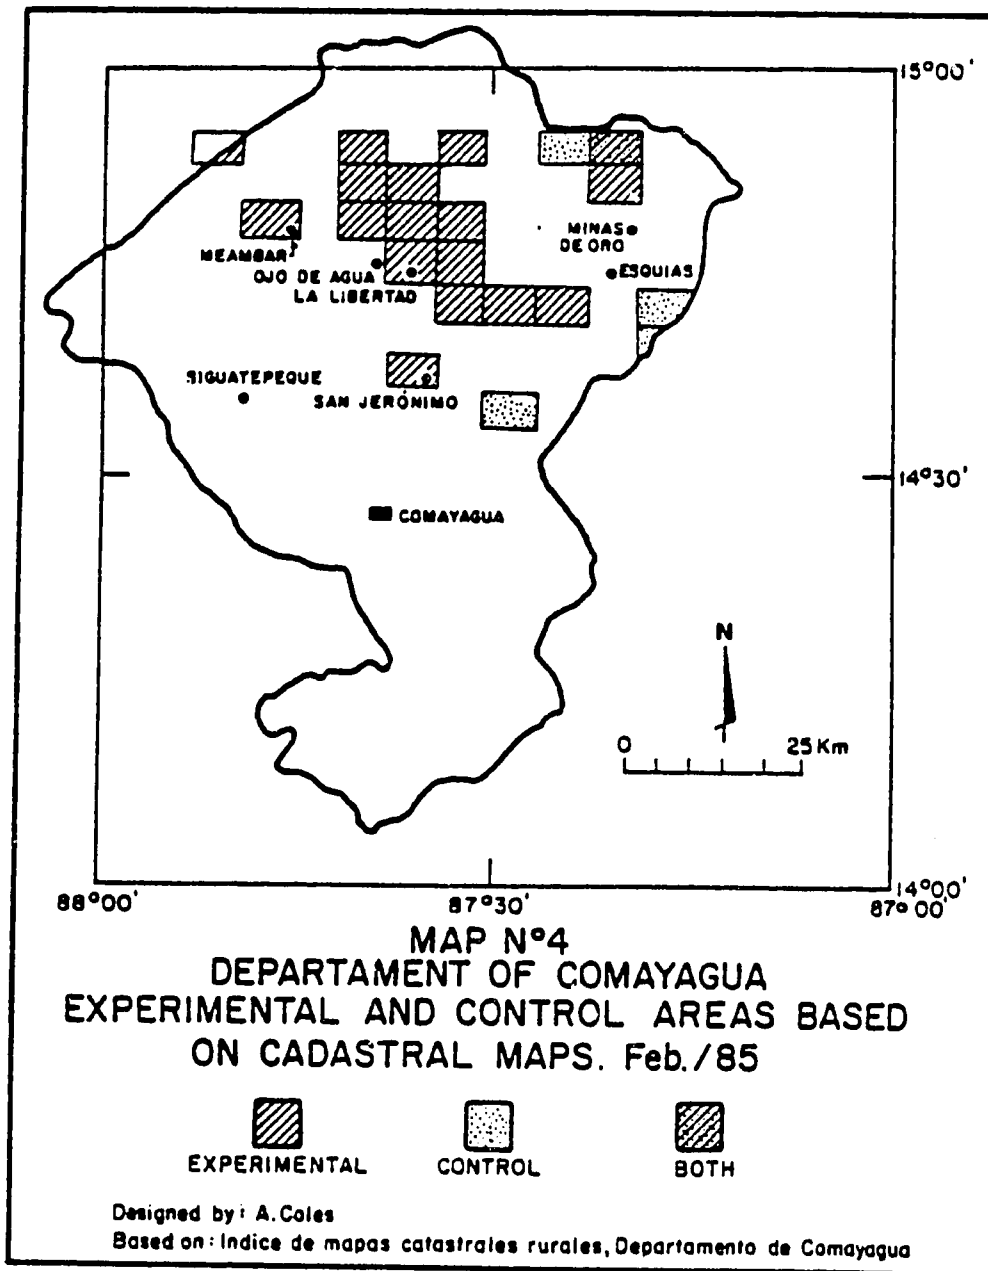 15°00'
MINAS
DE ORO
MEAMBAR
OJO DE AGUA
ESQUIAS
LA LIBERTAD
SIGUATEPEQUE
SAN JERÓNIMO
14°30'
COMAYAGUA
N
0 25 Km
14°00'
88°00' 87°30' 87°00'
MAP N°4
DEPARTAMENT OF COMAYAGUA
EXPERIMENTAL AND CONTROL AREAS BASED
ON CADASTRAL MAPS. Feb./85
EXPERIMENTAL CONTROL BOTH
Designed by: A. Coles
Based on: Indice de mapas catastrales rurales, Departamento de Comayagua